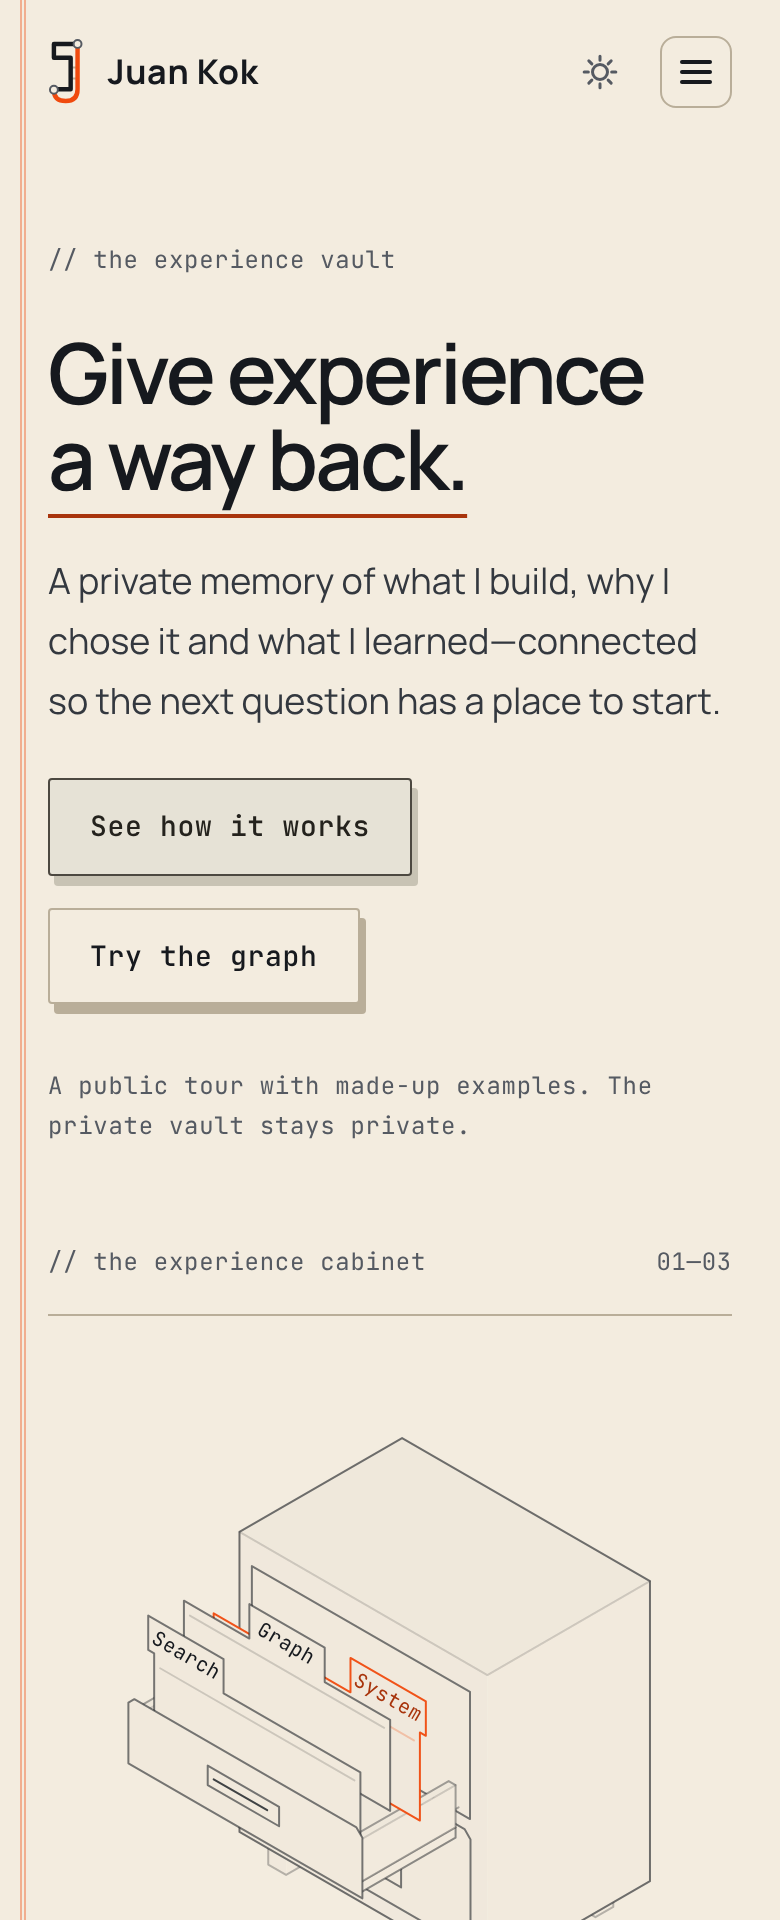 Juan Kok
// the experience vault
Give experience
a way back.
A private memory of what I build, why I
chose it and what I learned—connected
so the next question has a place to start.
See how it works
Try the graph
A public tour with made-up examples. The
private vault stays private.
// the experience cabinet 01—03
Search
Graph
System